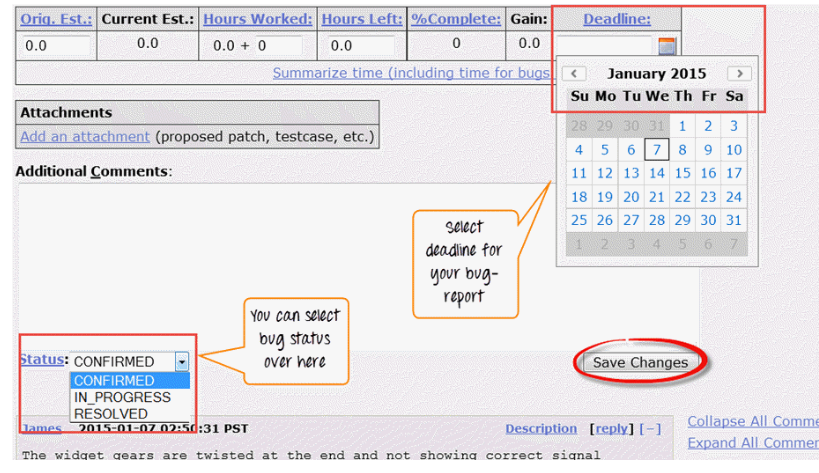 Orig. Est.: Current Est.: Hours Worked: Hours Left: %Complete: Gain: Deadline:
0.0 0.0 0.0 + 0 0.0 0 0.0
Summarize time (including time for bugs
January 2015
Su Mo Tu We Th Fr Sa
28 29 30 31 1 2 3
4 5 6 7 8 9 10
11 12 13 14 15 16 17
18 19 20 21 22 23 24
25 26 27 28 29 30 31
1 2 3 4 5 6 7
Attachments
Add an attachment (proposed patch, testcase, etc.)
Additional Comments:
Select
deadline for
your bug-
report
You can select
bug status
over here
Status: CONFIRMED
CONFIRMED
IN_PROGRESS
RESOLVED
Save Changes
James 2015-01-07 02:50:31 PST Description [reply] [-]
Collapse All Comme
Expand All Commen
The widget gears are twisted at the end and not showing correct signal